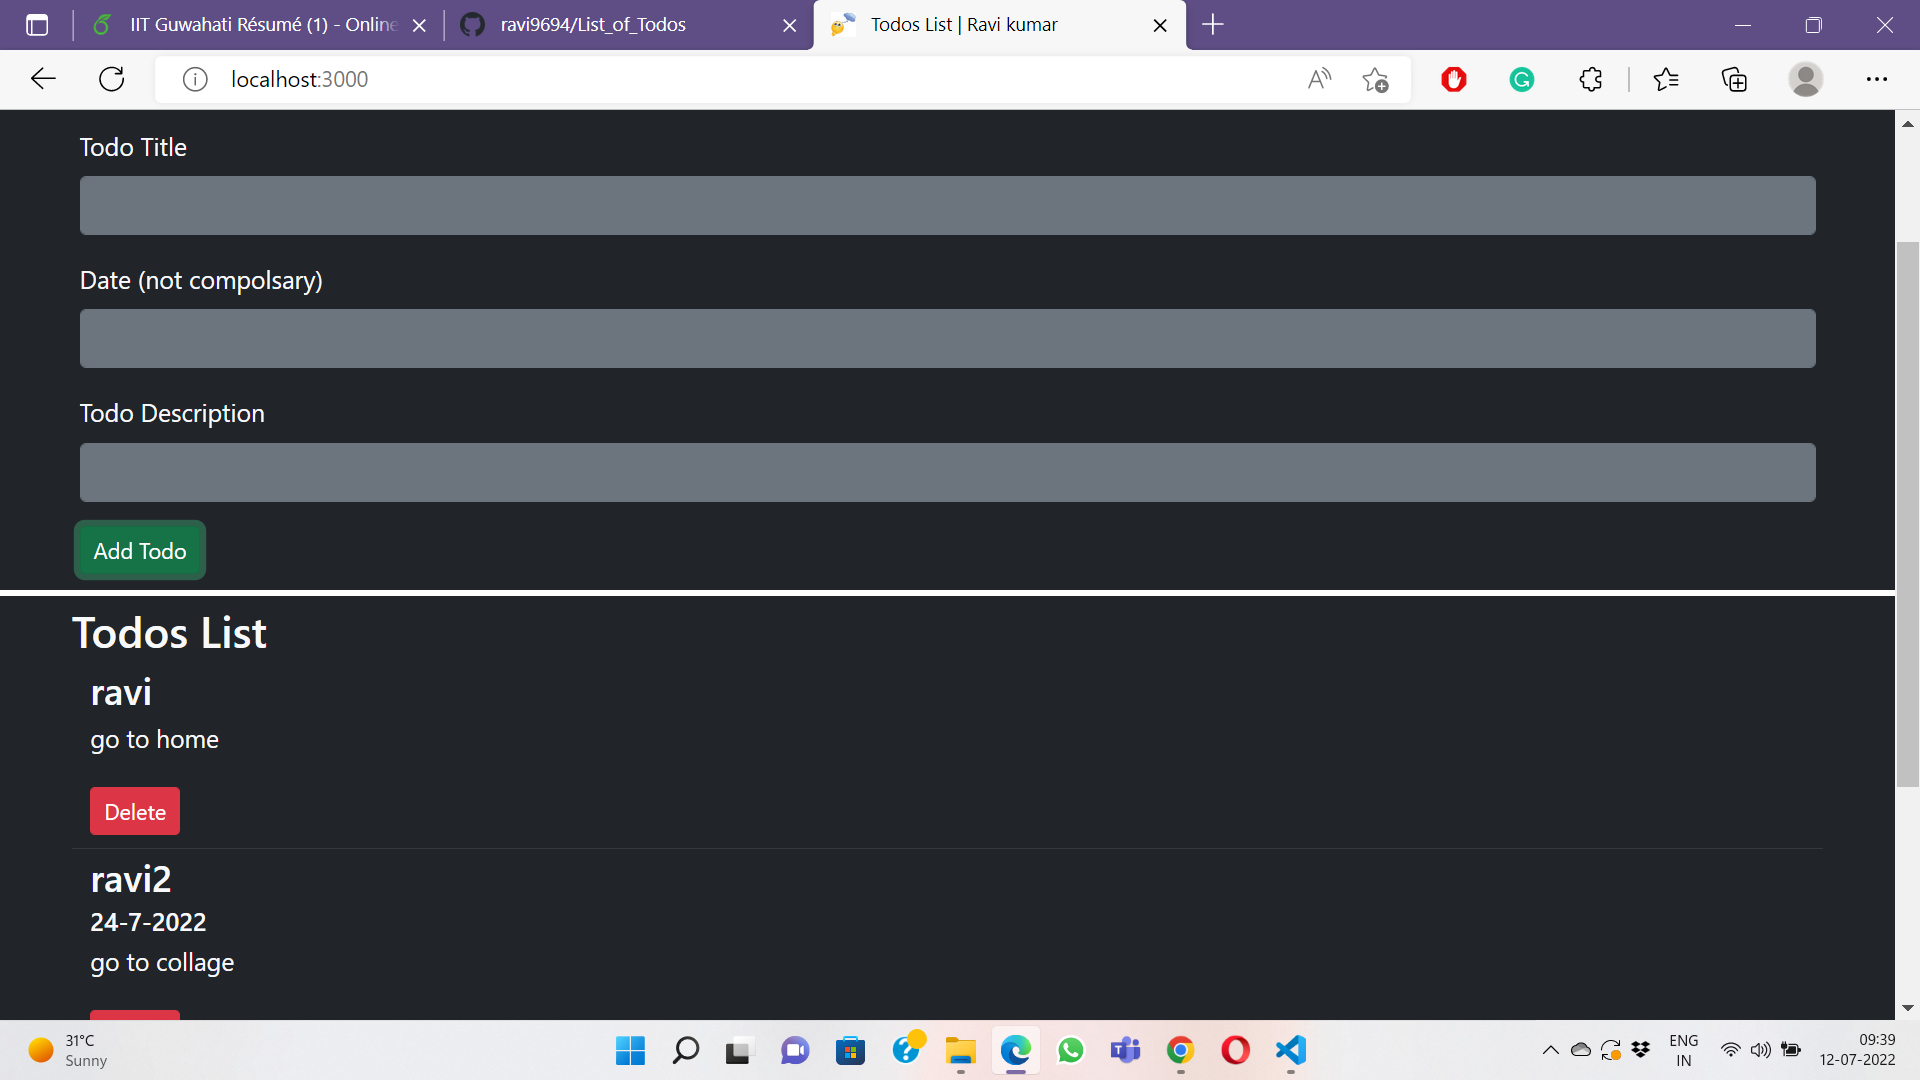 IIT Guwahati Résumé (1) - Online
ravi9694/List_of_Todos
Todos List | Ravi kumar
localhost:3000
Todo Title
Date (not compolsary)
Todo Description
Add Todo
Todos List
ravi
go to home
Delete
ravi2
24-7-2022
go to collage
31°C
Sunny
ENG
IN
09:39
12-07-2022